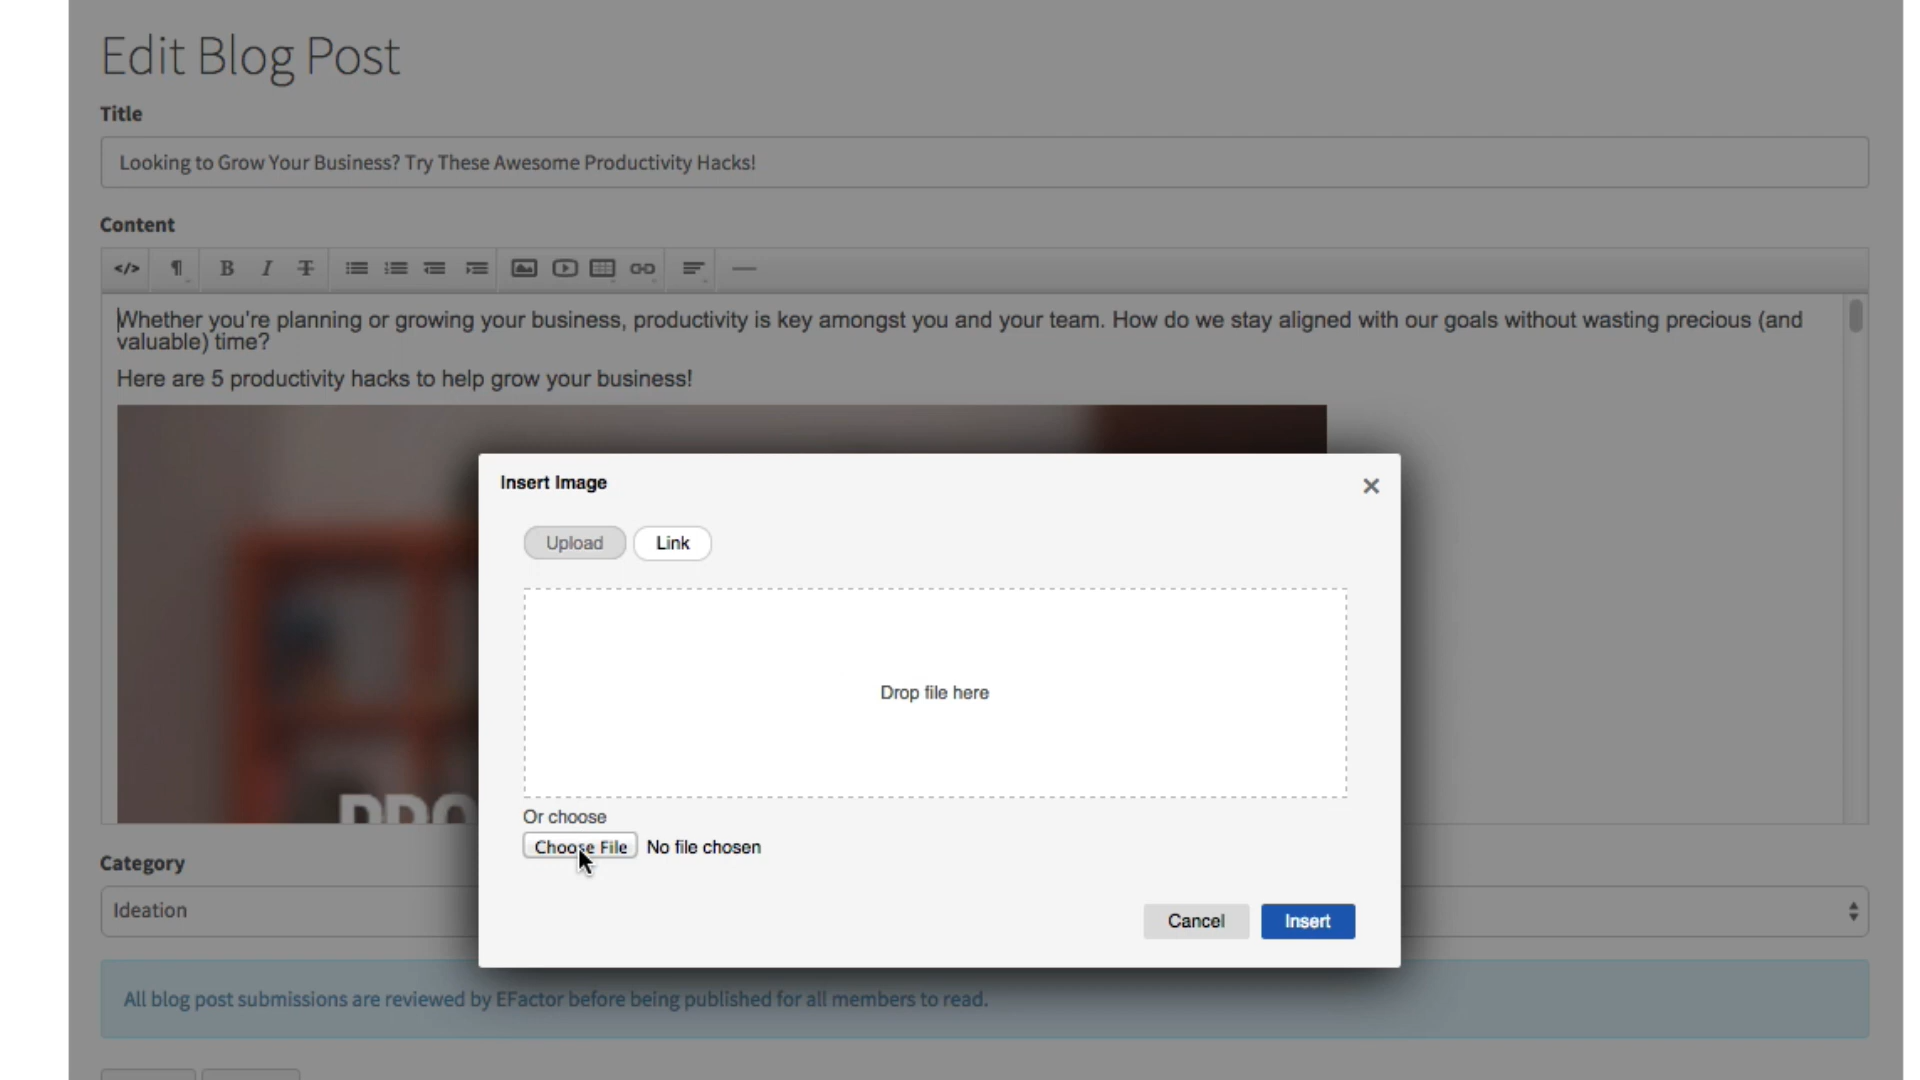 Edit Blog Post
Title
Looking to Grow Your Business? Try These Awesome Productivity Hacks!
Content
</> ¶ B I T
Whether you're planning or growing your business, productivity is key amongst you and your team. How do we stay aligned with our goals without wasting precious (and
valuable) time?
Here are 5 productivity hacks to help grow your business!
Insert Image
×
Upload Link
Drop file here
Or choose
Choose File No file chosen
Cancel Insert
Category
Ideation
All blog post submissions are reviewed by EFactor before being published for all members to read.